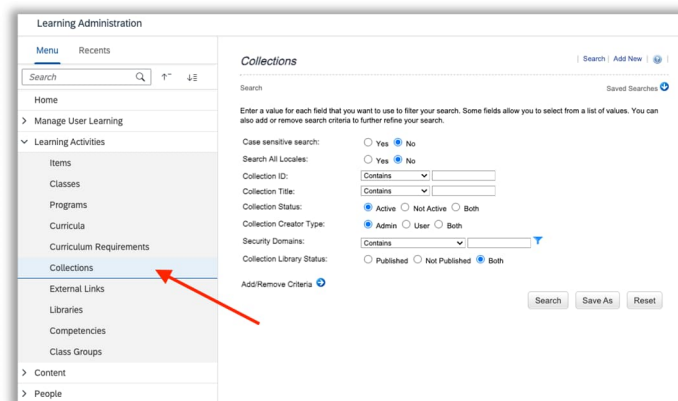 Learning Administration
Menu
Recents
Search
Home
Manage User Learning
Learning Activities
Items
Classes
Programs
Curricula
Curriculum Requirements
Collections
External Links
Libraries
Competencies
Class Groups
Content
People
Collections
| Search | Add New |
Search
Saved Searches
Enter a value for each field that you want to use to filter your search. Some fields allow you to select from a list of values. You can
also add or remove search criteria to further refine your search.
Case sensitive search: Yes No
Search All Locales: Yes No
Collection ID: Contains
Collection Title: Contains
Collection Status: Active Not Active Both
Collection Creator Type: Admin User Both
Security Domains: Contains
Collection Library Status: Published Not Published Both
Add/Remove Criteria
Search Save As Reset